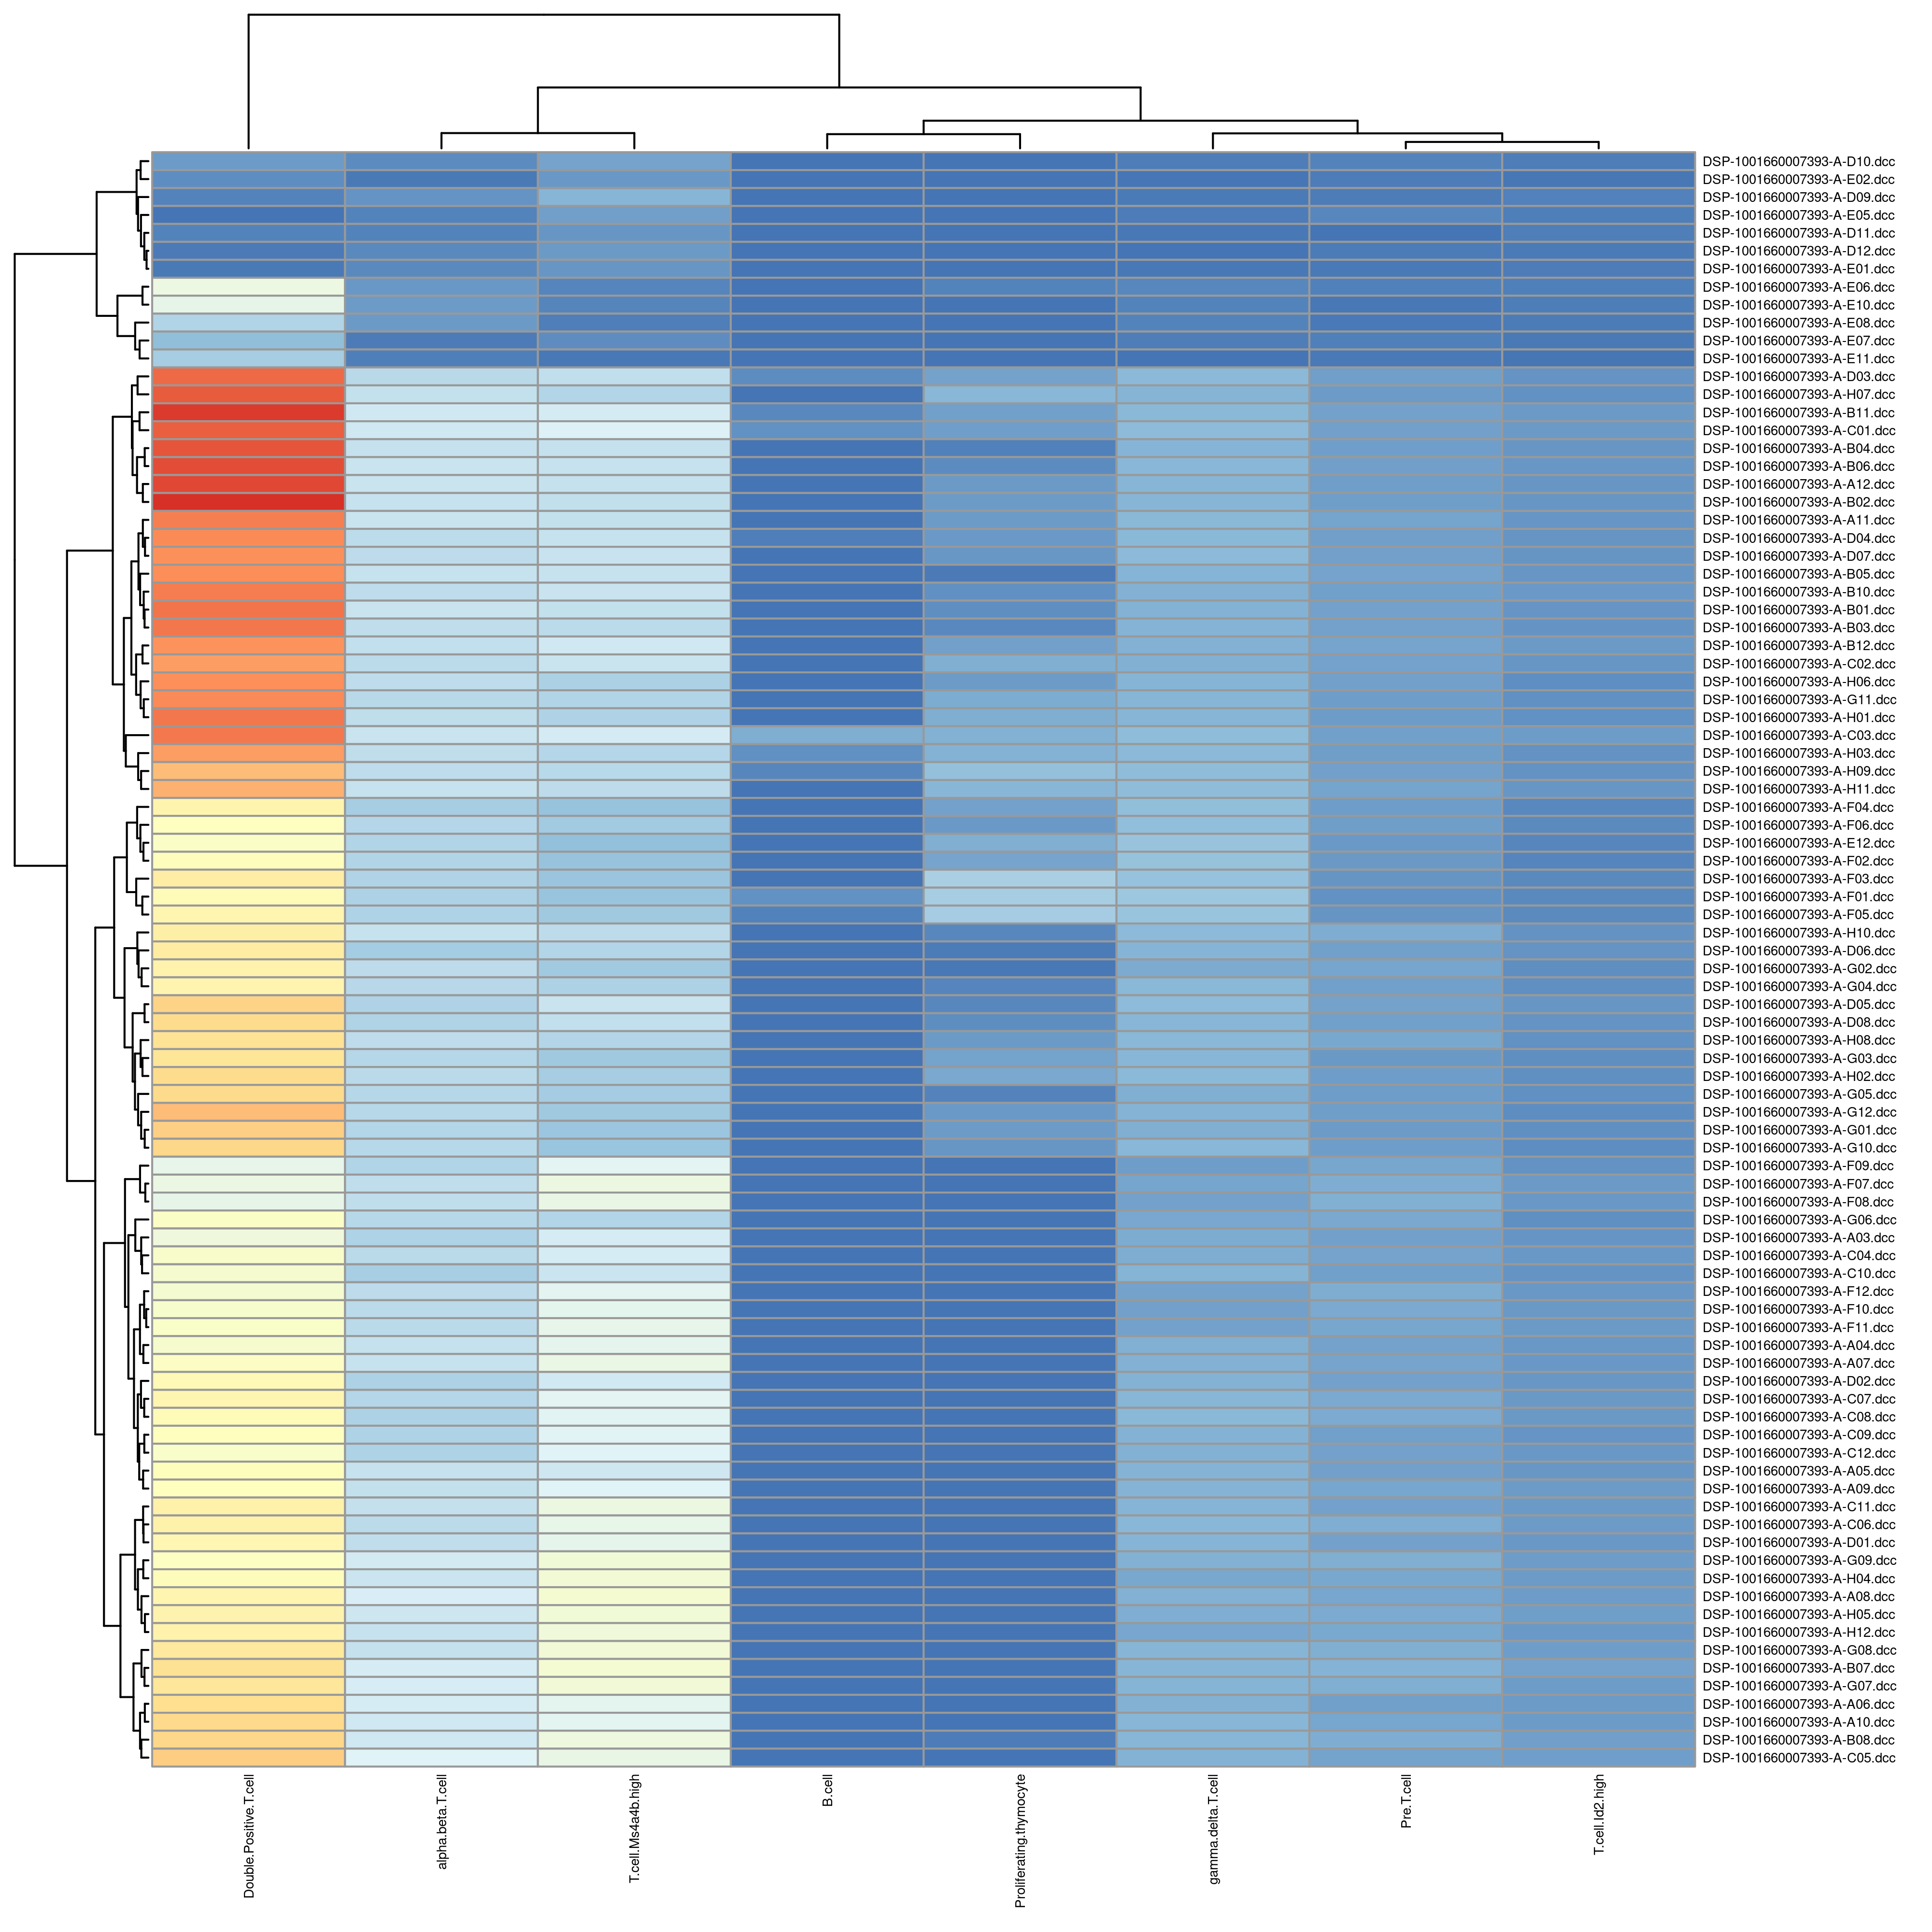 DSP-1001660007393-A-D10.dcc
DSP-1001660007393-A-E02.dcc
DSP-1001660007393-A-D09.dcc
DSP-1001660007393-A-E05.dcc
DSP-1001660007393-A-D11.dcc
DSP-1001660007393-A-D12.dcc
DSP-1001660007393-A-E01.dcc
DSP-1001660007393-A-E06.dcc
DSP-1001660007393-A-E10.dcc
DSP-1001660007393-A-E08.dcc
DSP-1001660007393-A-E07.dcc
DSP-1001660007393-A-E11.dcc
DSP-1001660007393-A-D03.dcc
DSP-1001660007393-A-H07.dcc
DSP-1001660007393-A-B11.dcc
DSP-1001660007393-A-C01.dcc
DSP-1001660007393-A-B04.dcc
DSP-1001660007393-A-B06.dcc
DSP-1001660007393-A-A12.dcc
DSP-1001660007393-A-B02.dcc
DSP-1001660007393-A-A11.dcc
DSP-1001660007393-A-D04.dcc
DSP-1001660007393-A-D07.dcc
DSP-1001660007393-A-B05.dcc
DSP-1001660007393-A-B10.dcc
DSP-1001660007393-A-B01.dcc
DSP-1001660007393-A-B03.dcc
DSP-1001660007393-A-B12.dcc
DSP-1001660007393-A-C02.dcc
DSP-1001660007393-A-H06.dcc
DSP-1001660007393-A-G11.dcc
DSP-1001660007393-A-H01.dcc
DSP-1001660007393-A-C03.dcc
DSP-1001660007393-A-H03.dcc
DSP-1001660007393-A-H09.dcc
DSP-1001660007393-A-H11.dcc
DSP-1001660007393-A-F04.dcc
DSP-1001660007393-A-F06.dcc
DSP-1001660007393-A-E12.dcc
DSP-1001660007393-A-F02.dcc
DSP-1001660007393-A-F03.dcc
DSP-1001660007393-A-F01.dcc
DSP-1001660007393-A-F05.dcc
DSP-1001660007393-A-H10.dcc
DSP-1001660007393-A-D06.dcc
DSP-1001660007393-A-G02.dcc
DSP-1001660007393-A-G04.dcc
DSP-1001660007393-A-D05.dcc
DSP-1001660007393-A-D08.dcc
DSP-1001660007393-A-H08.dcc
DSP-1001660007393-A-G03.dcc
DSP-1001660007393-A-H02.dcc
DSP-1001660007393-A-G05.dcc
DSP-1001660007393-A-G12.dcc
DSP-1001660007393-A-G01.dcc
DSP-1001660007393-A-G10.dcc
DSP-1001660007393-A-F09.dcc
DSP-1001660007393-A-F07.dcc
DSP-1001660007393-A-F08.dcc
DSP-1001660007393-A-G06.dcc
DSP-1001660007393-A-A03.dcc
DSP-1001660007393-A-C04.dcc
DSP-1001660007393-A-C10.dcc
DSP-1001660007393-A-F12.dcc
DSP-1001660007393-A-F10.dcc
DSP-1001660007393-A-F11.dcc
DSP-1001660007393-A-A04.dcc
DSP-1001660007393-A-A07.dcc
DSP-1001660007393-A-D02.dcc
DSP-1001660007393-A-C07.dcc
DSP-1001660007393-A-C08.dcc
DSP-1001660007393-A-C09.dcc
DSP-1001660007393-A-C12.dcc
DSP-1001660007393-A-A05.dcc
DSP-1001660007393-A-A09.dcc
DSP-1001660007393-A-C11.dcc
DSP-1001660007393-A-C06.dcc
DSP-1001660007393-A-D01.dcc
DSP-1001660007393-A-G09.dcc
DSP-1001660007393-A-H04.dcc
DSP-1001660007393-A-A08.dcc
DSP-1001660007393-A-H05.dcc
DSP-1001660007393-A-H12.dcc
DSP-1001660007393-A-G08.dcc
DSP-1001660007393-A-B07.dcc
DSP-1001660007393-A-G07.dcc
DSP-1001660007393-A-A06.dcc
DSP-1001660007393-A-A10.dcc
DSP-1001660007393-A-B08.dcc
DSP-1001660007393-A-C05.dcc
Double.Positive.T.cell
alpha.beta.T.cell
T.cell.Ms4a4b.high
B.cell
Proliferating.thymocyte
gamma.delta.T.cell
Pre.T.cell
T.cell.Id2.high